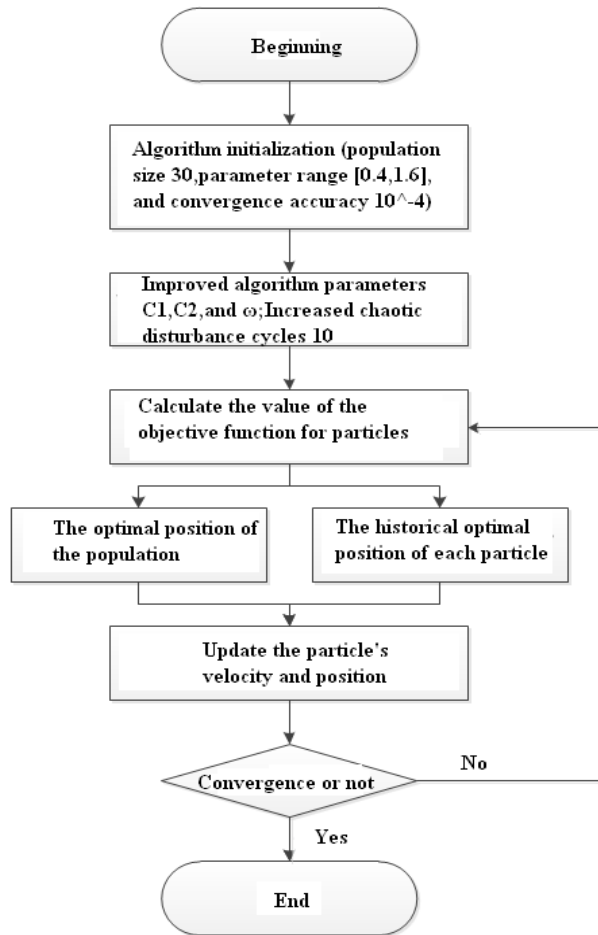 Beginning
Algorithm initialization (population
size 30,parameter range [0.4,1.6],
and convergence accuracy 10^-4)
Improved algorithm parameters
C1,C2,and ω;Increased chaotic
disturbance cycles 10
Calculate the value of the
objective function for particles
The optimal position of
the population
The historical optimal
position of each particle
Update the particle's
velocity and position
Convergence or not
No
Yes
End